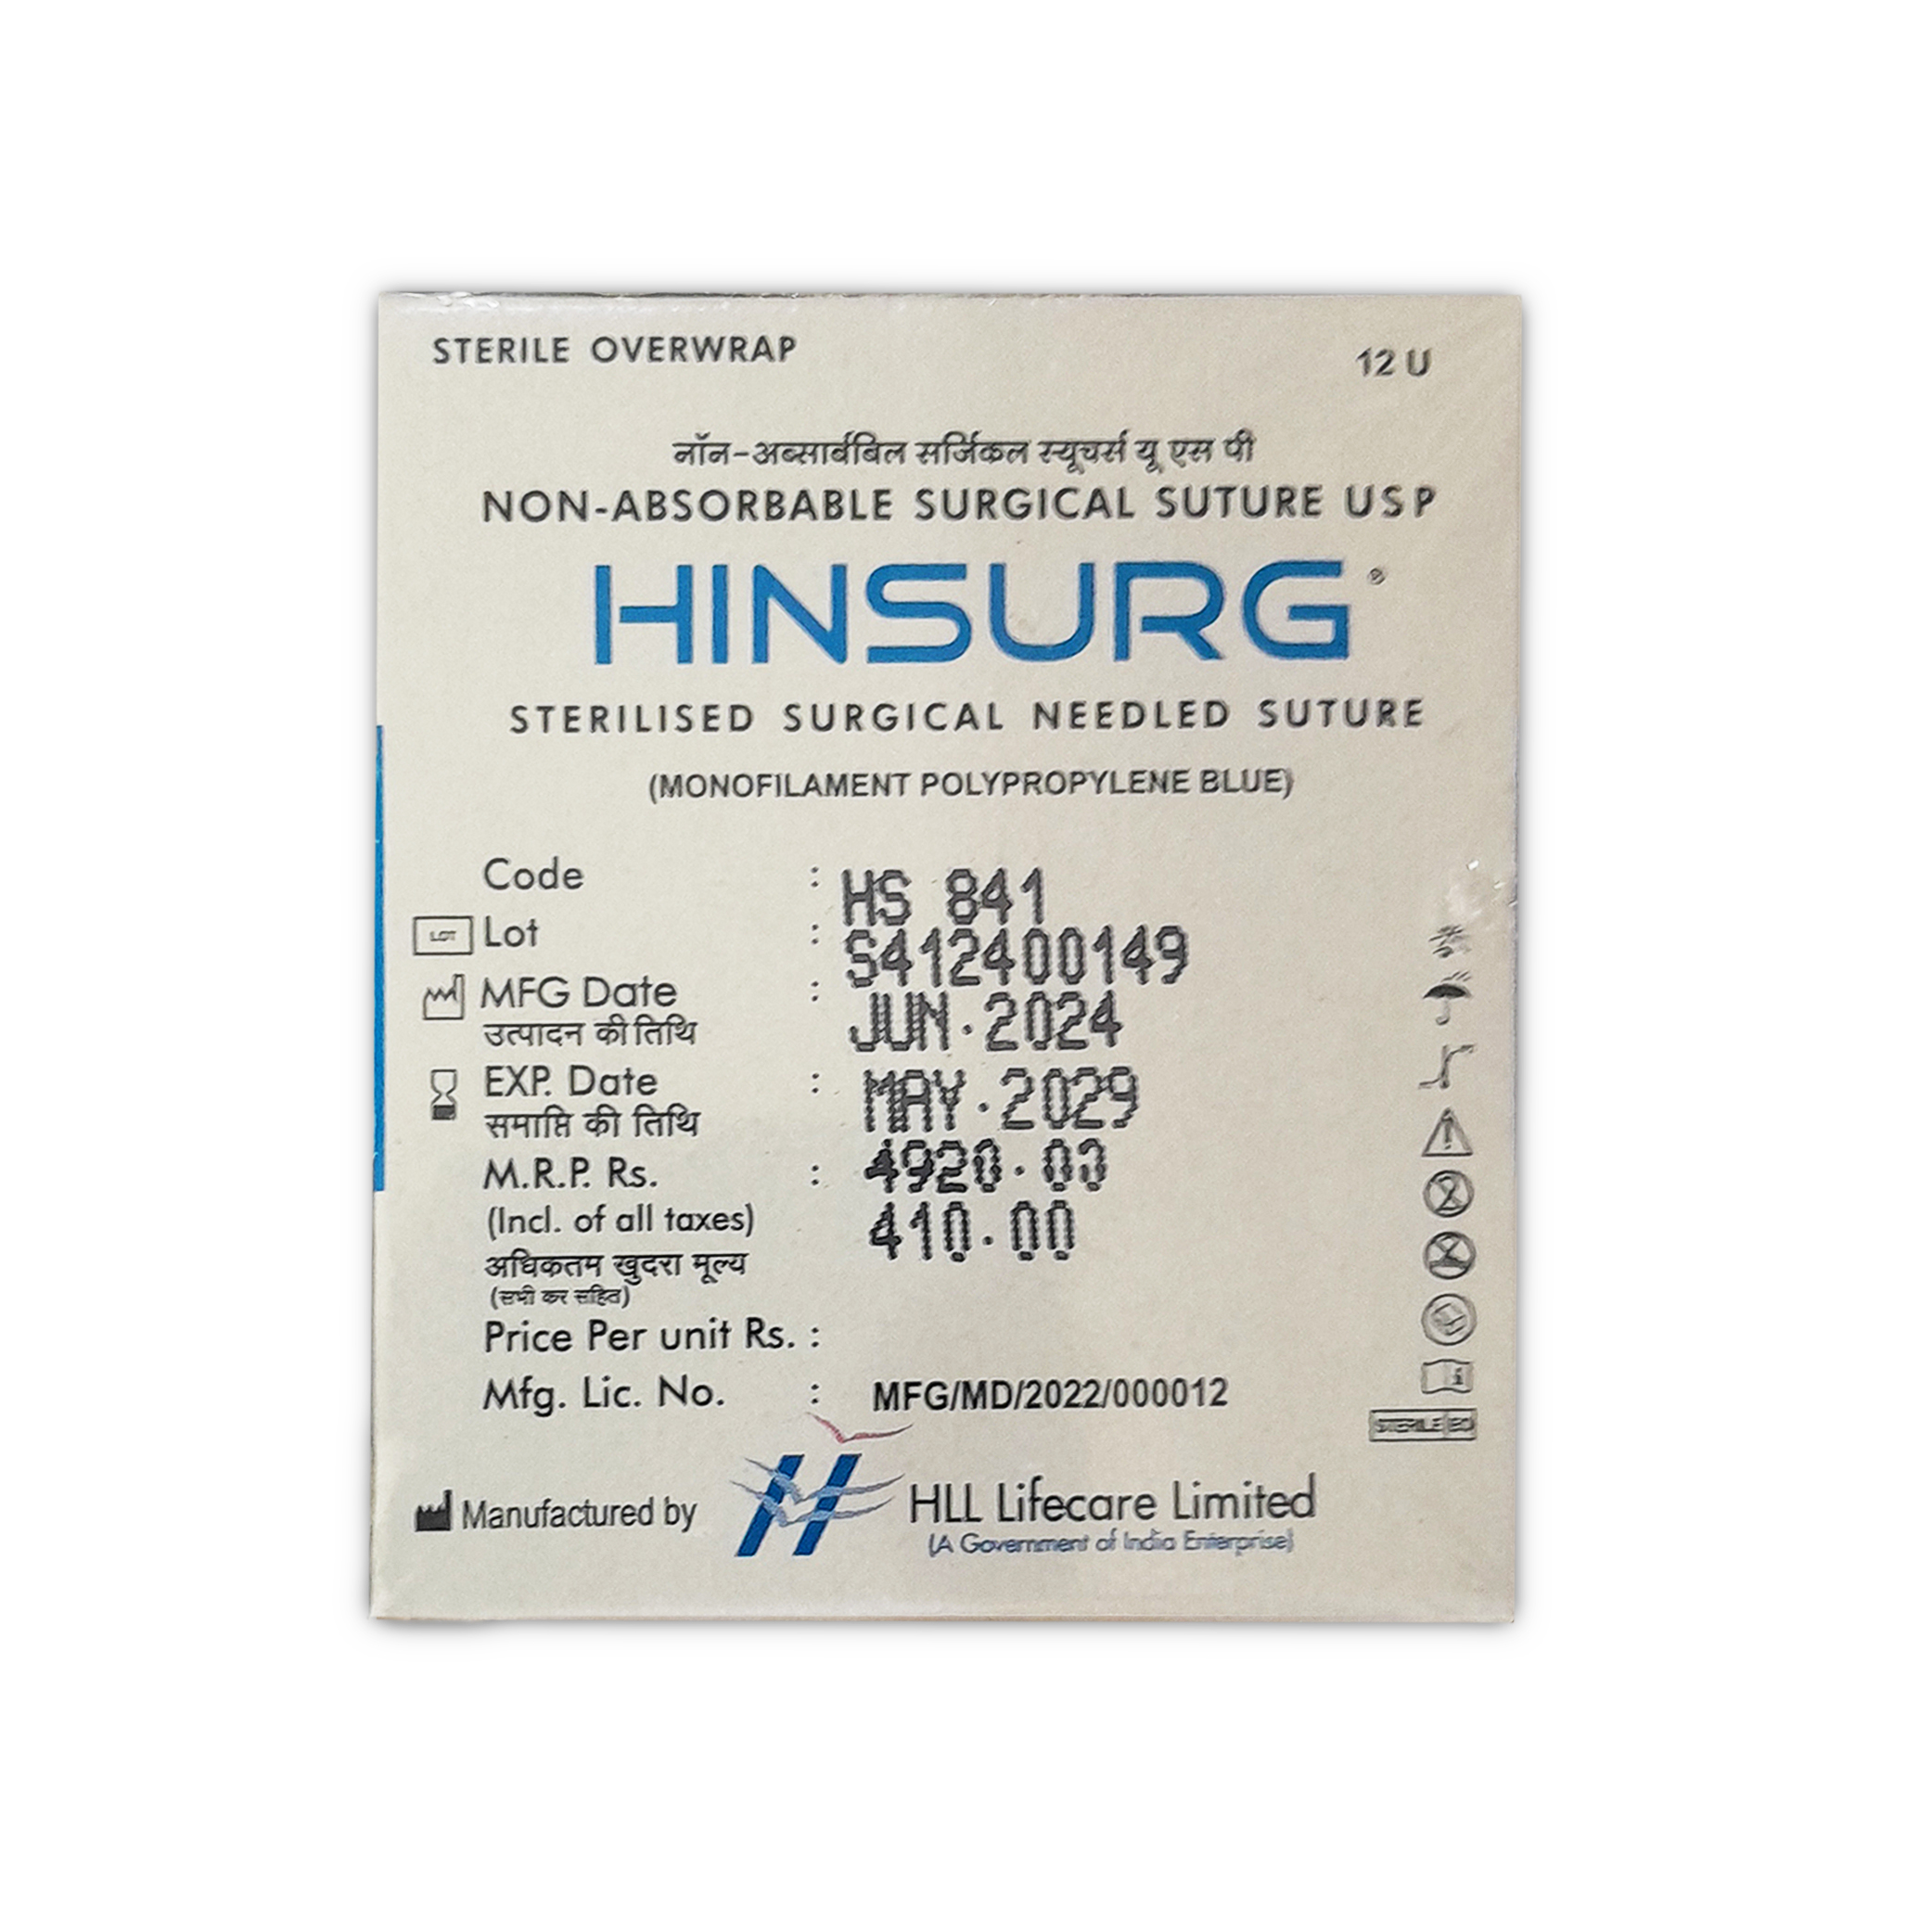 STERILE OVERWRAP
12 U
नॉन-अब्सार्बबिल सर्जिकल स्यूचर्स यू एस पी
NON-ABSORBABLE SURGICAL SUTURE USP
HINSURG®
STERILISED SURGICAL NEEDLED SUTURE
(MONOFILAMENT POLYPROPYLENE BLUE)
Code : HS 841
LOT Lot : S412400149
MFG Date : JUN.2024
उत्पादन की तिथि
EXP. Date : MAY.2029
समाप्ति की तिथि
M.R.P. Rs. : 4920.00
(Incl. of all taxes) 410.00
अधिकतम खुदरा मूल्य
(सभी कर सहित)
Price Per unit Rs. :
Mfg. Lic. No. : MFG/MD/2022/000012
STERILE EO
Manufactured by HLL Lifecare Limited
(A Government of India Enterprise)